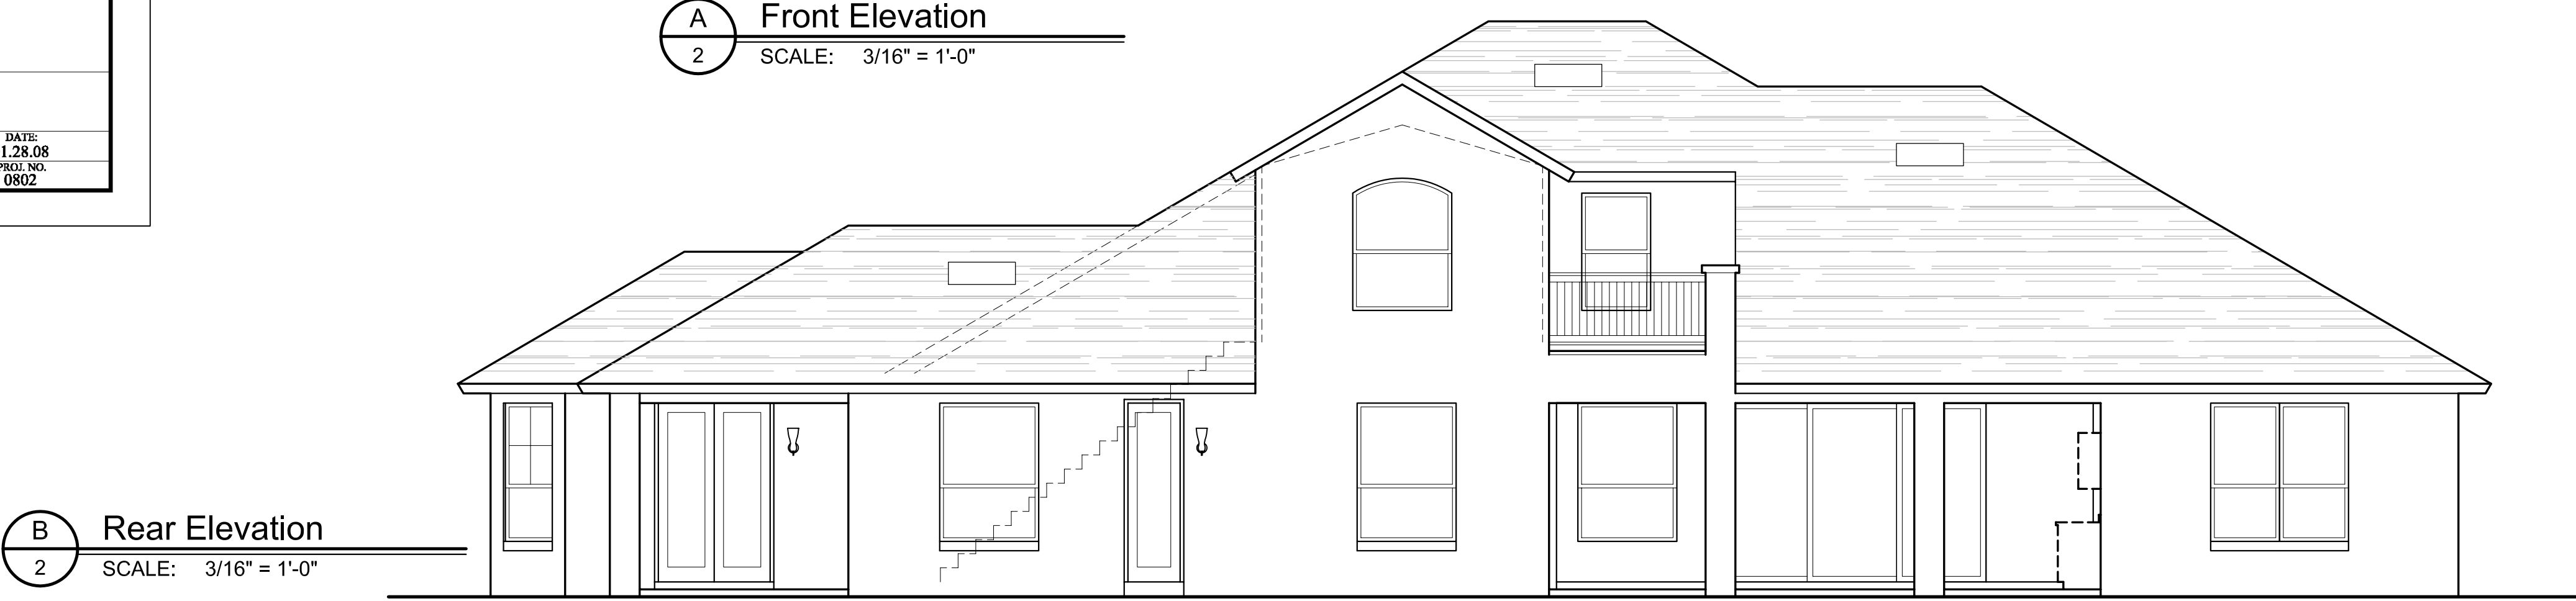 A
Front Elevation
2
SCALE: 3/16" = 1'-0"
DATE:
1.28.08
PROJ. NO.
0802
B
Rear Elevation
2
SCALE: 3/16" = 1'-0"